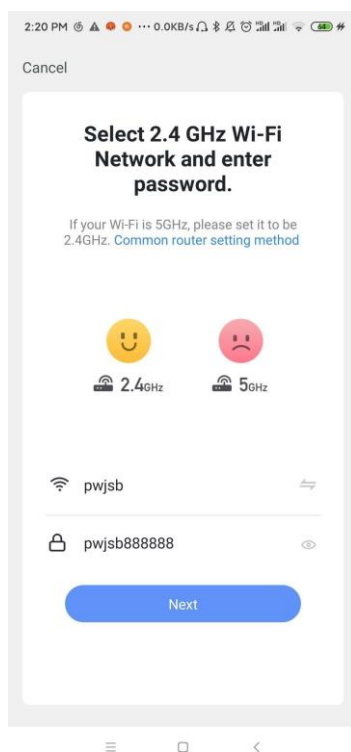 2:20 PM ... 0.0KB/s
Cancel
Select 2.4 GHz Wi-Fi
Network and enter
password.
If your Wi-Fi is 5GHz, please set it to be
2.4GHz. Common router setting method
2.4GHz 5GHz
pwjsb
pwjsb888888
Next